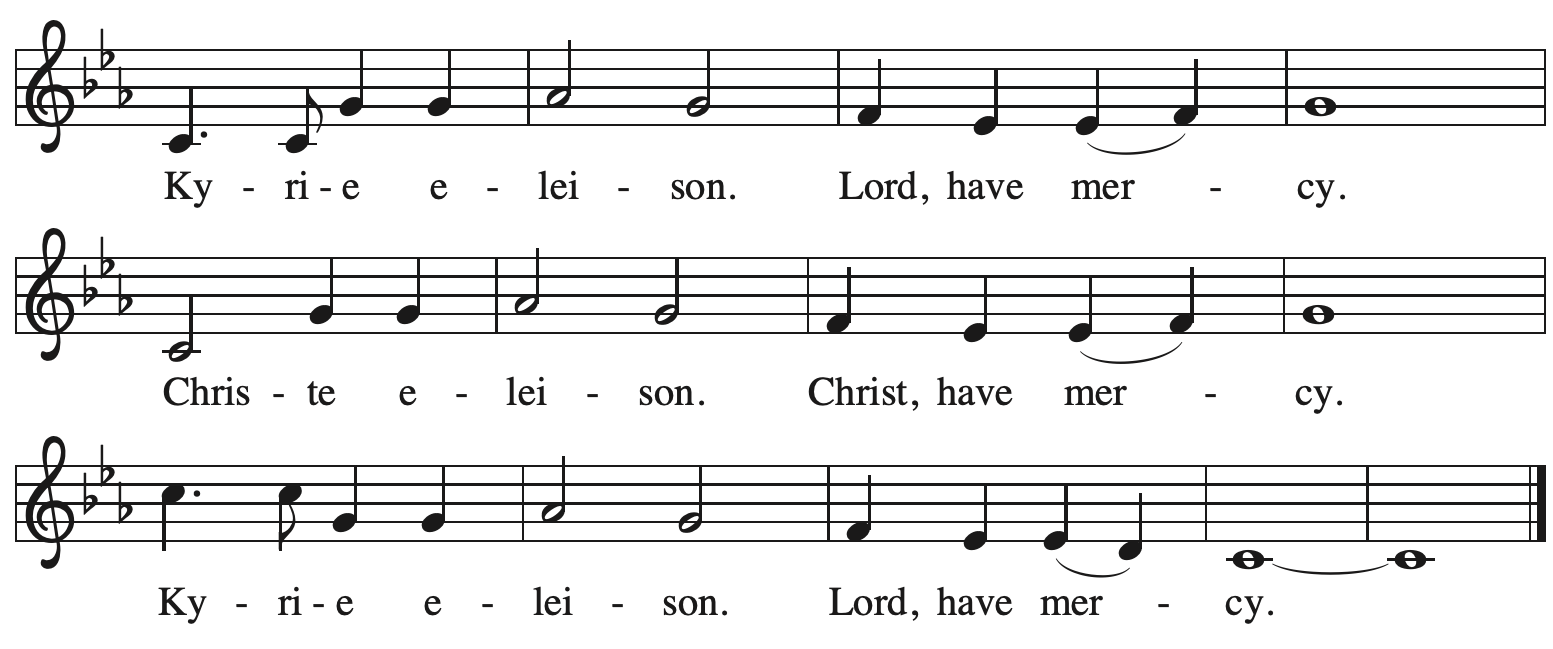 Ky - ri - e e - lei - son. Lord, have mer - cy.
Chris - te e - lei - son. Christ, have mer - cy.
Ky - ri - e e - lei - son. Lord, have mer - cy.